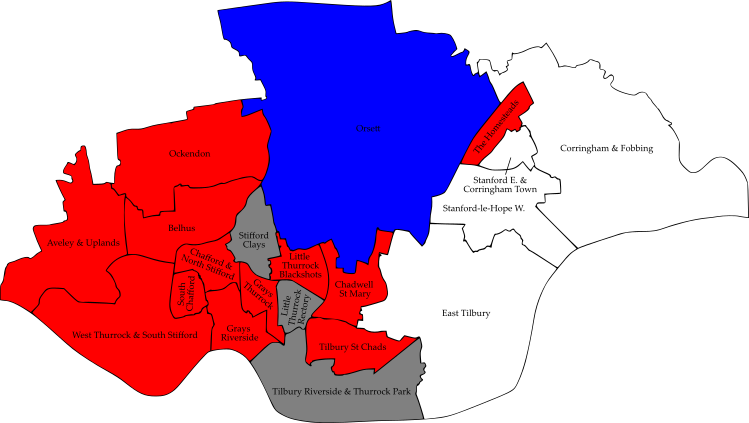 Orsett
The Homesteads
Corringham & Fobbing
Ockendon
Stanford E. &
Corringham Town
Stanford-le-Hope W.
Belhus
Aveley & Uplands
Stifford
Clays
Chafford &
North Stifford
Little
Thurrock
Blackshots
Chadwell
St Mary
South
Chafford
Grays
Thurrock
Little
Thurrock
Rectory
East Tilbury
West Thurrock & South Stifford
Grays
Riverside
Tilbury St Chads
Tilbury Riverside & Thurrock Park